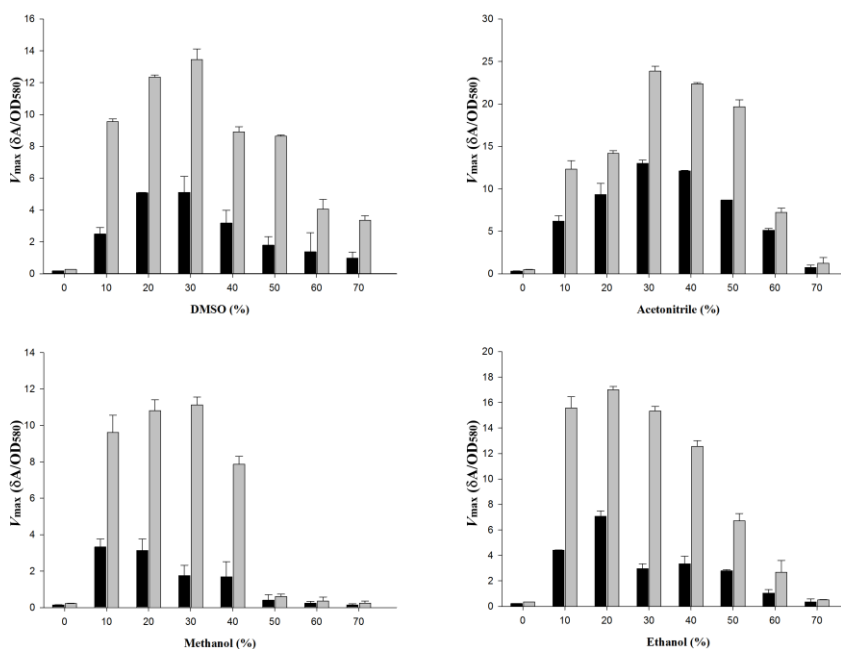 16
14
12
10
8
6
4
2
0
Vmax (δA/OD580)
0 10 20 30 40 50 60 70
DMSO (%)
30
25
20
15
10
5
0
Vmax (δA/OD580)
0 10 20 30 40 50 60 70
Acetonitrile (%)
14
12
10
8
6
4
2
0
Vmax (δA/OD580)
0 10 20 30 40 50 60 70
Methanol (%)
20
18
16
14
12
10
8
6
4
2
0
Vmax (δA/OD580)
0 10 20 30 40 50 60 70
Ethanol (%)